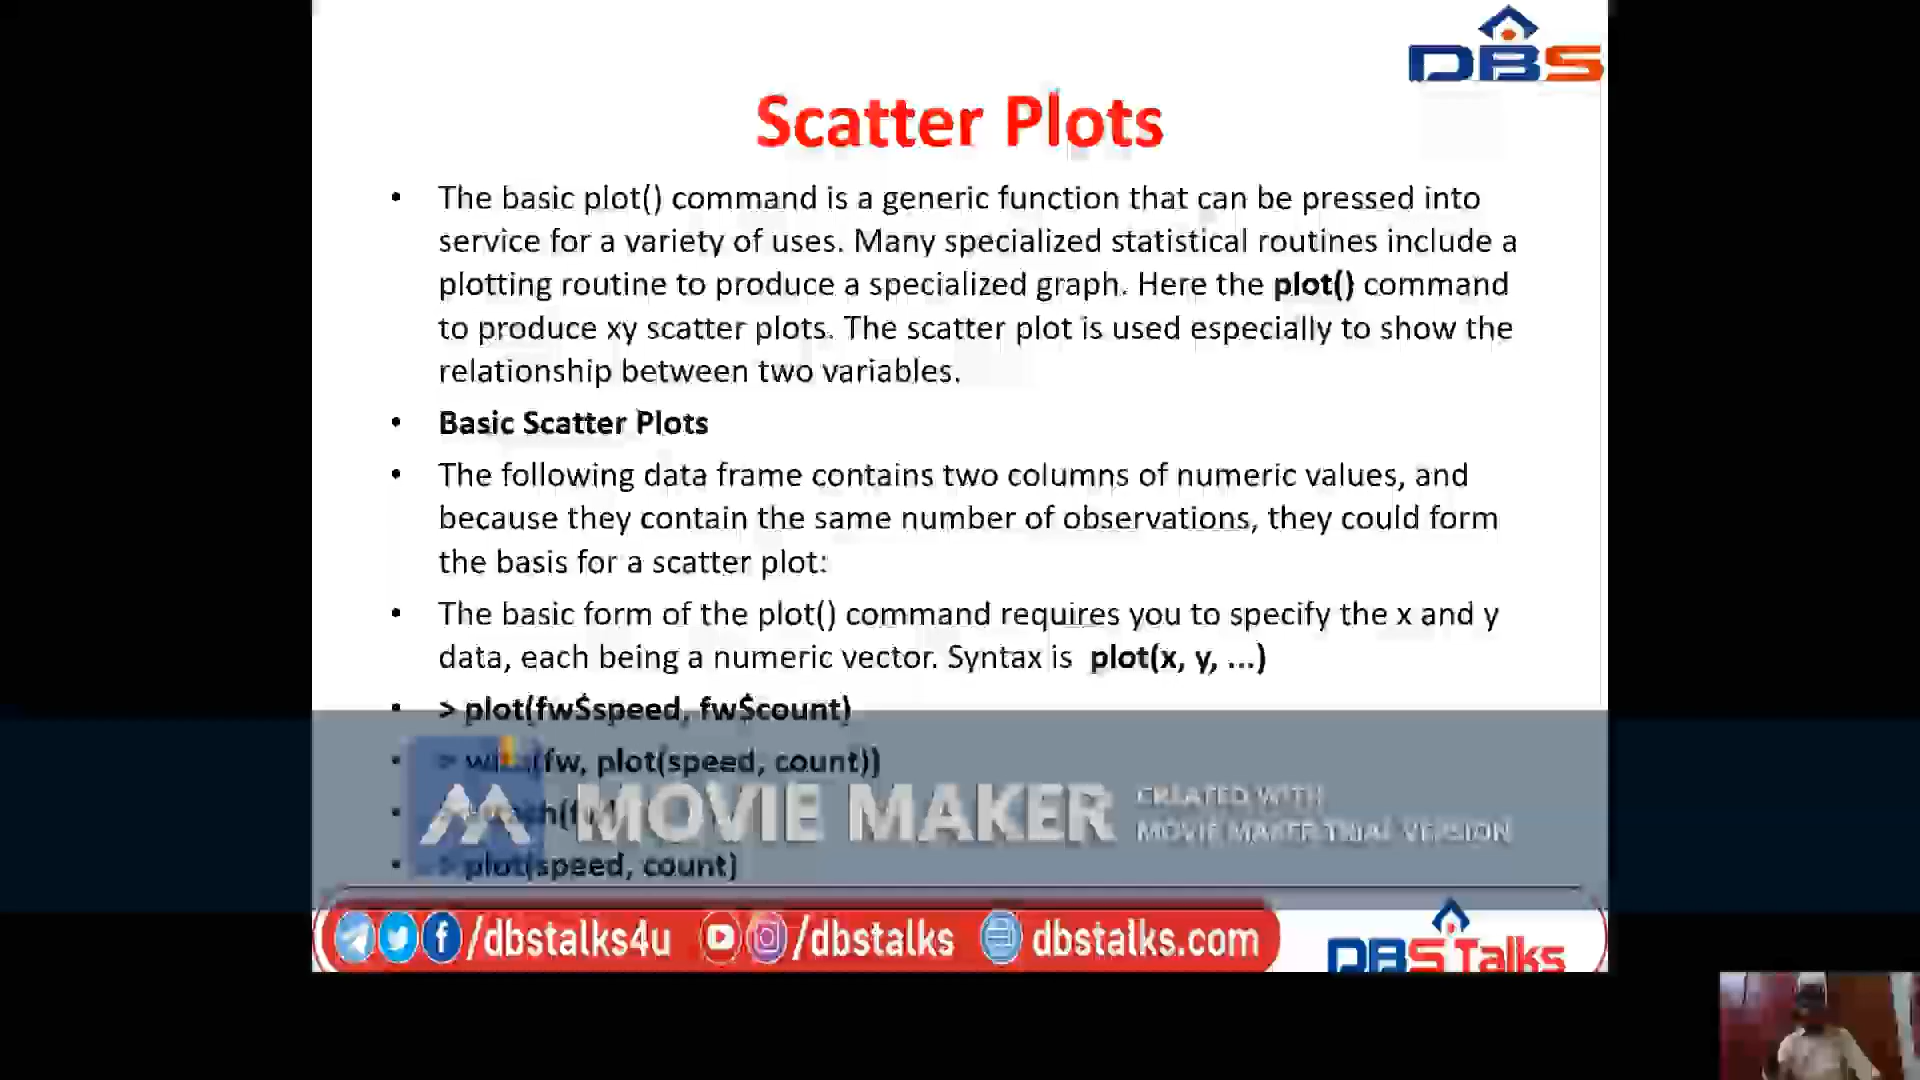 DBS
Scatter Plots
• The basic plot() command is a generic function that can be pressed into
service for a variety of uses. Many specialized statistical routines include a
plotting routine to produce a specialized graph. Here the plot() command
to produce xy scatter plots. The scatter plot is used especially to show the
relationship between two variables.
• Basic Scatter Plots
• The following data frame contains two columns of numeric values, and
because they contain the same number of observations, they could form
the basis for a scatter plot:
• The basic form of the plot() command requires you to specify the x and y
data, each being a numeric vector. Syntax is plot(x, y, ...)
• > plot(fw$speed, fw$count)
• (fw, plot(speed, count))
MOVIE MAKER
CREATED WITH
MOVIE MAKER TRIAL VERSION
• > plot(speed, count)
/dbstalks4u /dbstalks dbstalks.com
DBS Talks